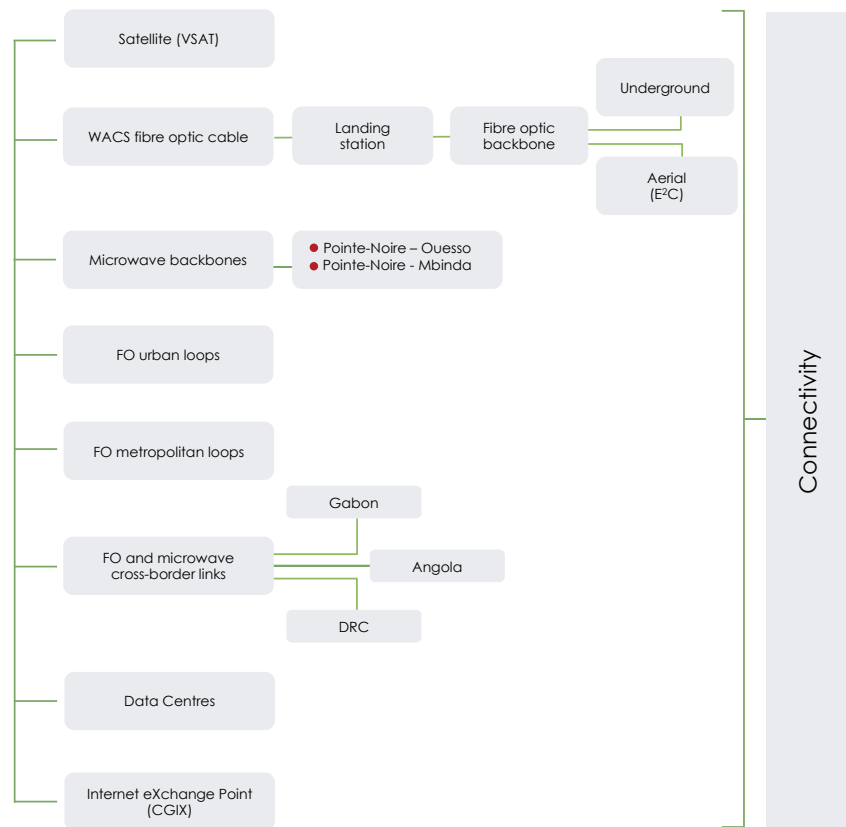 Satellite (VSAT)
Underground
WACS fibre optic cable
Landing
station
Fibre optic
backbone
Aerial
(E²C)
Microwave backbones
Pointe-Noire – Ouesso
Pointe-Noire - Mbinda
FO urban loops
FO metropolitan loops
Gabon
FO and microwave
cross-border links
Angola
DRC
Data Centres
Internet eXchange Point
(CGIX)
Connectivity